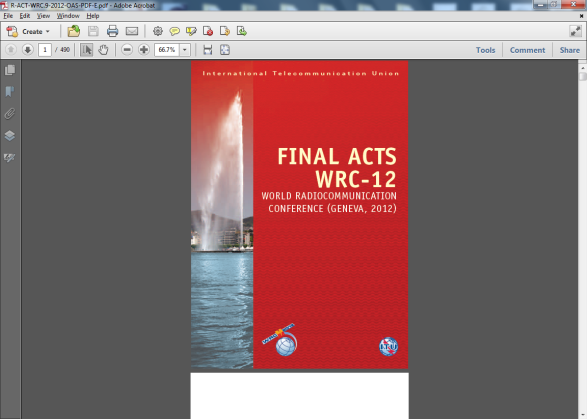 R-ACT-WRC.9-2012-OAS-PDF-E.pdf - Adobe Acrobat
File Edit View Window Help
Create
1 / 490
66.7%
Tools Comment Share
International Telecommunication Union
FINAL ACTS
WRC-12
WORLD RADIOCOMMUNICATION
CONFERENCE (GENEVA, 2012)
ITU